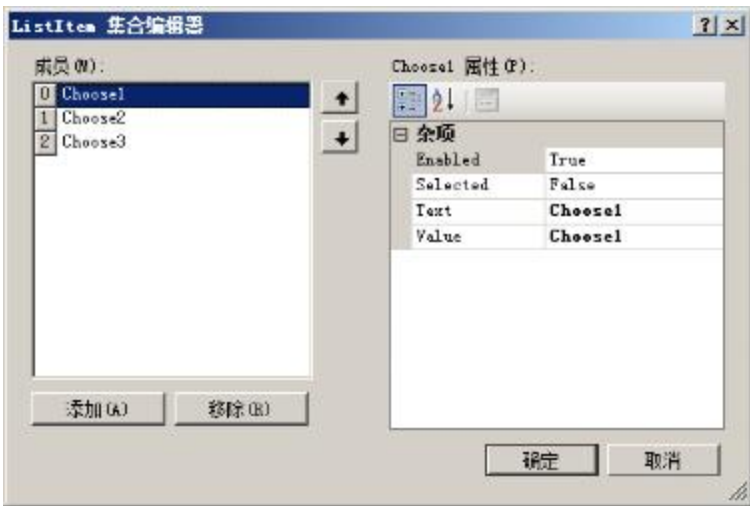 ListItem 集合编辑器
成员(M):
0 Choose1
1 Choose2
2 Choose3
添加(A)
移除(R)
Choose1 属性(P):
杂项
Enabled True
Selected False
Text Choose1
Value Choose1
确定
取消